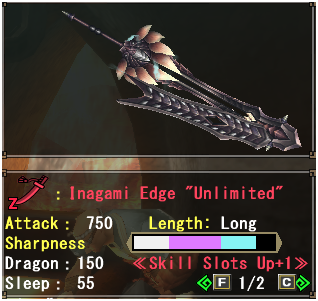 : Inagami Edge "Unlimited"
Attack: 750 Length: Long
Sharpness
Dragon: 150 ≪Skill Slots Up+1≫
Sleep: 55 F 1/2 C